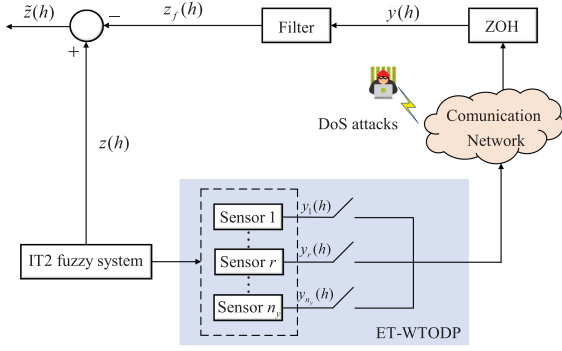 z̃(h) − z_f(h) Filter y(h) ZOH
+
DoS attacks
Comunication
Network
z(h)
Sensor 1 y_1(h)
IT2 fuzzy system Sensor r y_r(h)
Sensor n_y y_{n_y}(h)
ET-WTODP